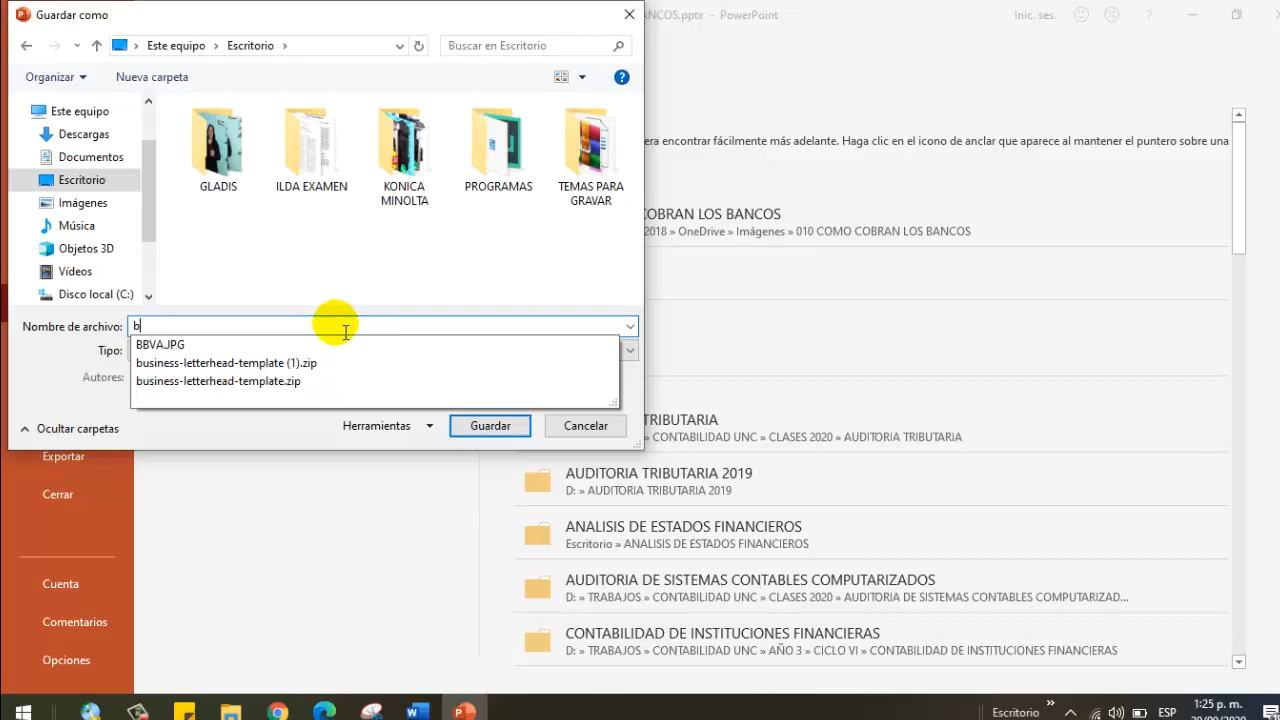 Guardar como
ANCOS.pptx - PowerPoint
Inic. ses.
Este equipo
Escritorio
Buscar en Escritorio
Organizar
Nueva carpeta
Este equipo
Descargas
Documentos
Escritorio
Imágenes
Música
Objetos 3D
Vídeos
Disco local (C:)
GLADIS
ILDA EXAMEN
KONICA
MINOLTA
PROGRAMAS
TEMAS PARA
GRAVAR
Nombre de archivo:
b
Tipo:
Autores:
BBVA.JPG
business-letterhead-template (1).zip
business-letterhead-template.zip
Ocultar carpetas
Herramientas
Guardar
Cancelar
era encontrar fácilmente más adelante. Haga clic en el icono de anclar que aparece al mantener el puntero sobre una
COBRAN LOS BANCOS
2018 » OneDrive » Imágenes » 010 COMO COBRAN LOS BANCOS
TRIBUTARIA
» CONTABILIDAD UNC » CLASES 2020 » AUDITORIA TRIBUTARIA
AUDITORIA TRIBUTARIA 2019
D: » AUDITORIA TRIBUTARIA 2019
ANALISIS DE ESTADOS FINANCIEROS
Escritorio » ANALISIS DE ESTADOS FINANCIEROS
AUDITORIA DE SISTEMAS CONTABLES COMPUTARIZADOS
D: » TRABAJOS » CONTABILIDAD UNC » CLASES 2020 » AUDITORIA DE SISTEMAS CONTABLES COMPUTARIZAD...
CONTABILIDAD DE INSTITUCIONES FINANCIERAS
D: » TRABAJOS » CONTABILIDAD UNC » AÑO 3 » CICLO VI » CONTABILIDAD DE INSTITUCIONES FINANCIERAS
Exportar
Cerrar
Cuenta
Comentarios
Opciones
Escritorio
ESP
1:25 p. m.